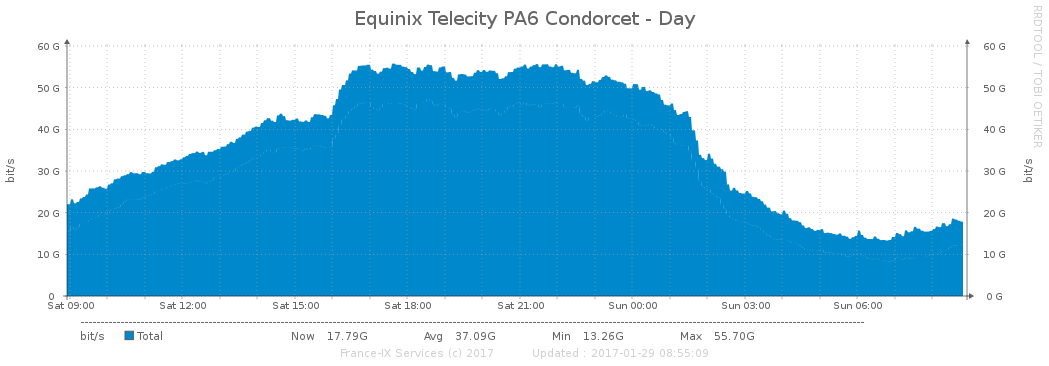 Equinix Telecity PA6 Condorcet - Day
RRDTOOL / TOBI OETIKER
60 G 60 G
50 G 50 G
40 G 40 G
30 G 30 G
20 G 20 G
10 G 10 G
0 0 G
bit/s
bit/s
Sat 09:00 Sat 12:00 Sat 15:00 Sat 18:00 Sat 21:00 Sun 00:00 Sun 03:00 Sun 06:00
bit/s Total Now 17.79G Avg 37.09G Min 13.26G Max 55.70G
France-IX Services (c) 2017 Updated : 2017-01-29 08:55:09